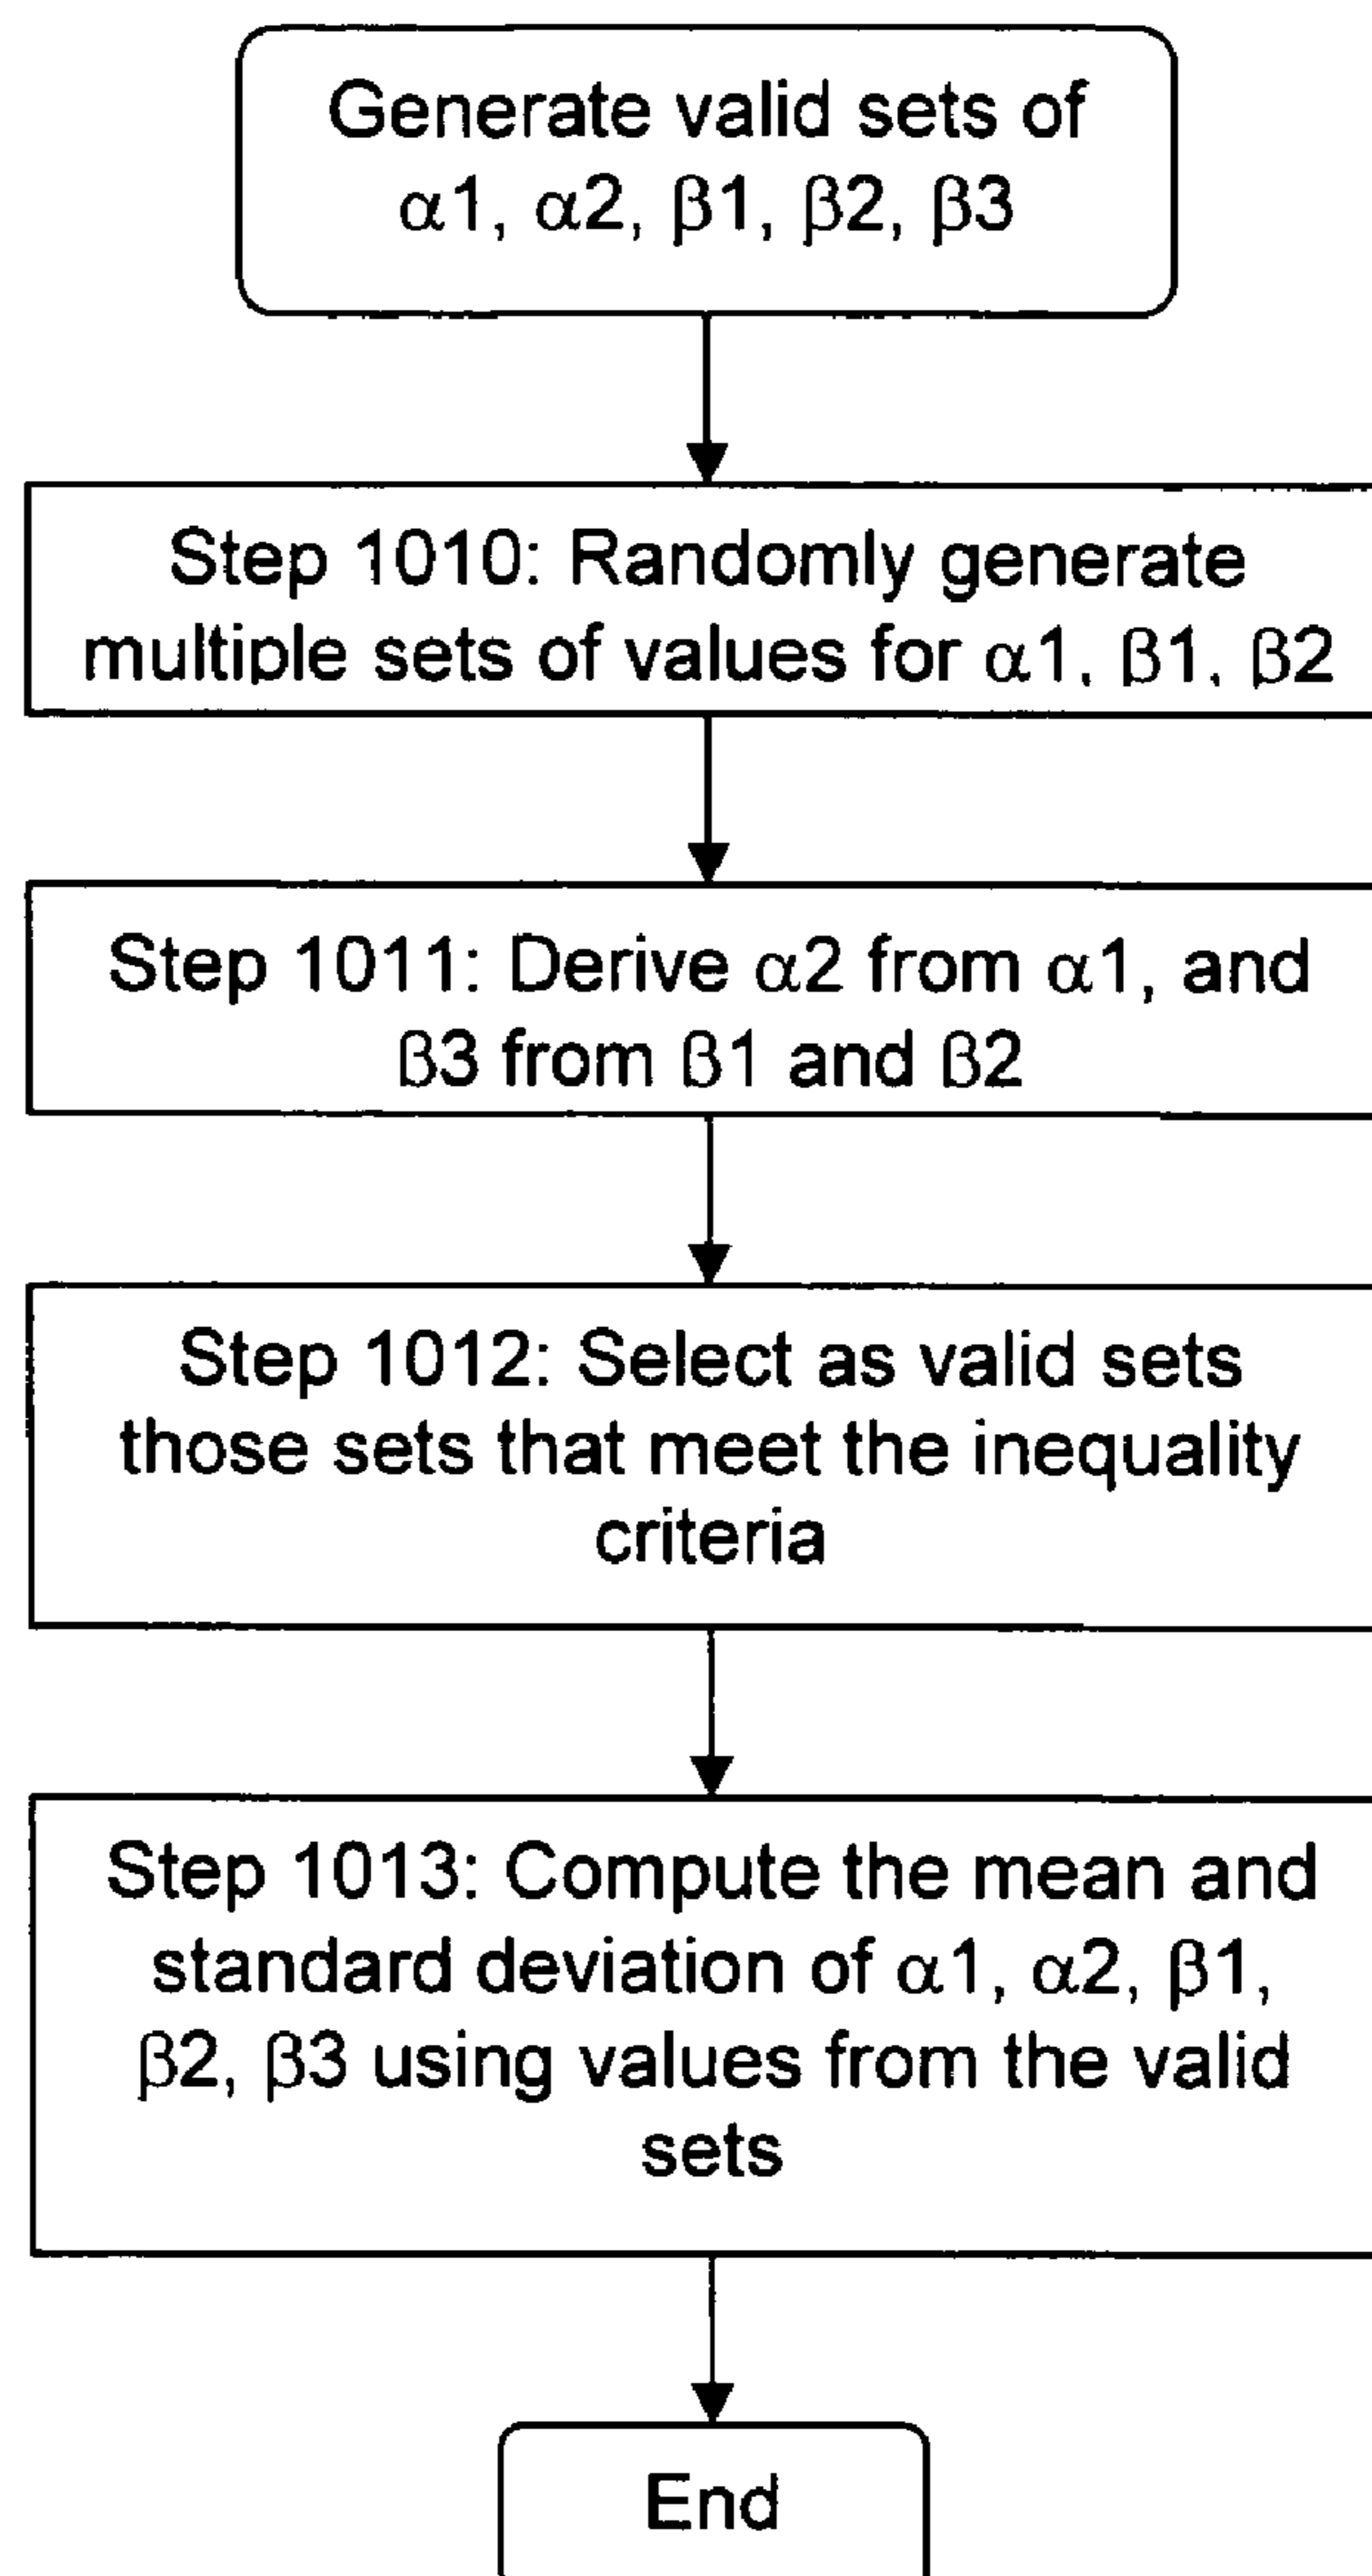 Generate valid sets of
α1, α2, β1, β2, β3
Step 1010: Randomly generate
multiple sets of values for α1, β1, β2
Step 1011: Derive α2 from α1, and
β3 from β1 and β2
Step 1012: Select as valid sets
those sets that meet the inequality
criteria
Step 1013: Compute the mean and
standard deviation of α1, α2, β1,
β2, β3 using values from the valid
sets
End